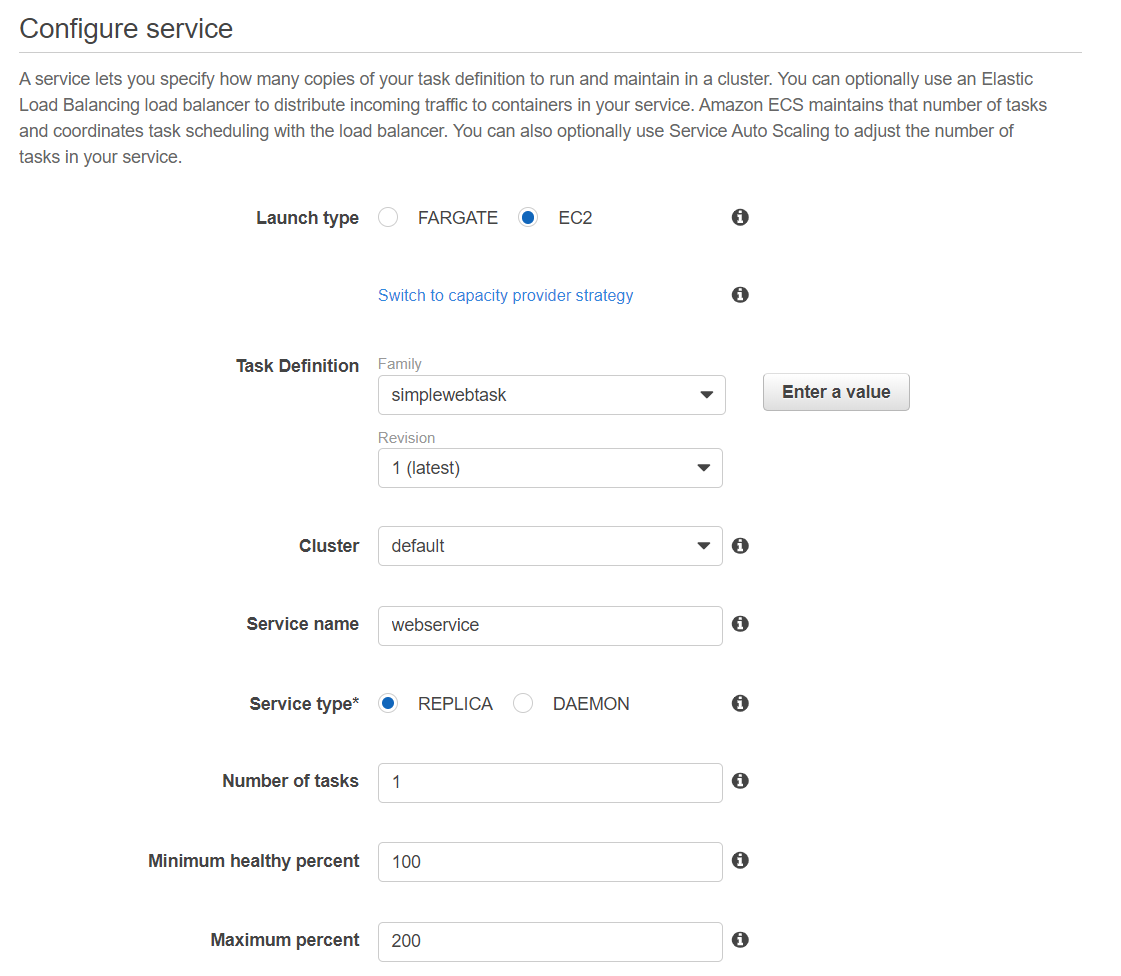 Configure service
A service lets you specify how many copies of your task definition to run and maintain in a cluster. You can optionally use an Elastic
Load Balancing load balancer to distribute incoming traffic to containers in your service. Amazon ECS maintains that number of tasks
and coordinates task scheduling with the load balancer. You can also optionally use Service Auto Scaling to adjust the number of
tasks in your service.
Launch type FARGATE EC2
Switch to capacity provider strategy
Task Definition Family
simplewebtask Enter a value
Revision
1 (latest)
Cluster default
Service name webservice
Service type* REPLICA DAEMON
Number of tasks 1
Minimum healthy percent 100
Maximum percent 200